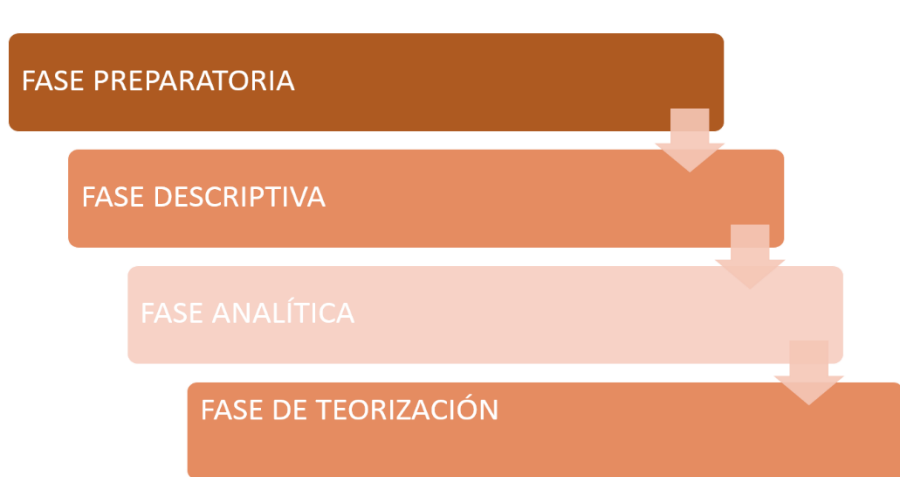 FASE PREPARATORIA
FASE DESCRIPTIVA
FASE ANALÍTICA
FASE DE TEORIZACIÓN